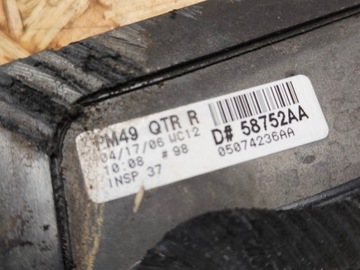 PM49 QTR R
04/17/06 WC12
10:08 #98
INSP 37
D# 58752AA
05074236AA